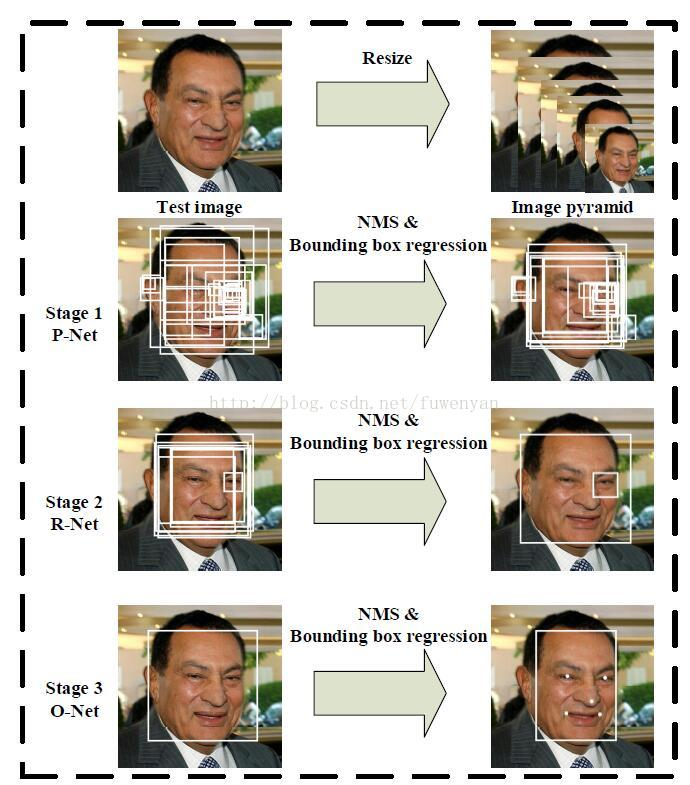 Resize
Test image
Image pyramid
NMS &
Bounding box regression
Stage 1
P-Net
http://blog.csdn.net/fuwenyan
NMS &
Bounding box regression
Stage 2
R-Net
NMS &
Bounding box regression
Stage 3
O-Net